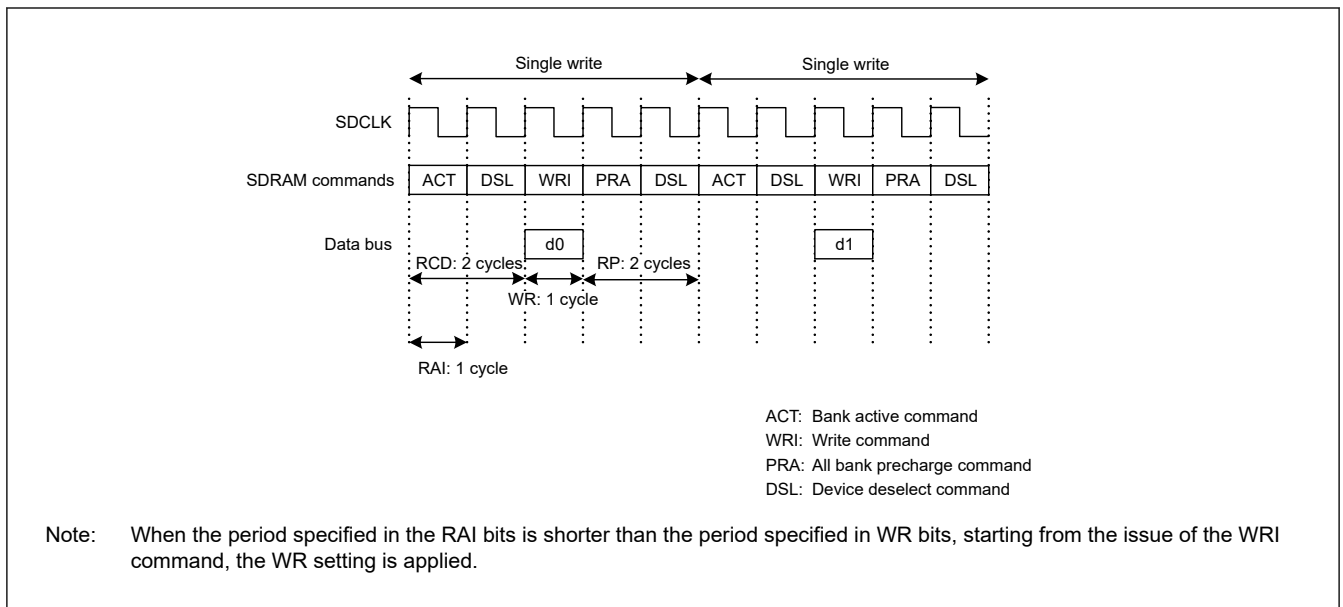 Single write Single write
SDCLK
SDRAM commands ACT DSL WRI PRA DSL ACT DSL WRI PRA DSL
Data bus d0 d1
RCD: 2 cycles RP: 2 cycles
WR: 1 cycle
RAI: 1 cycle
ACT: Bank active command
WRI: Write command
PRA: All bank precharge command
DSL: Device deselect command
Note: When the period specified in the RAI bits is shorter than the period specified in WR bits, starting from the issue of the WRI
command, the WR setting is applied.